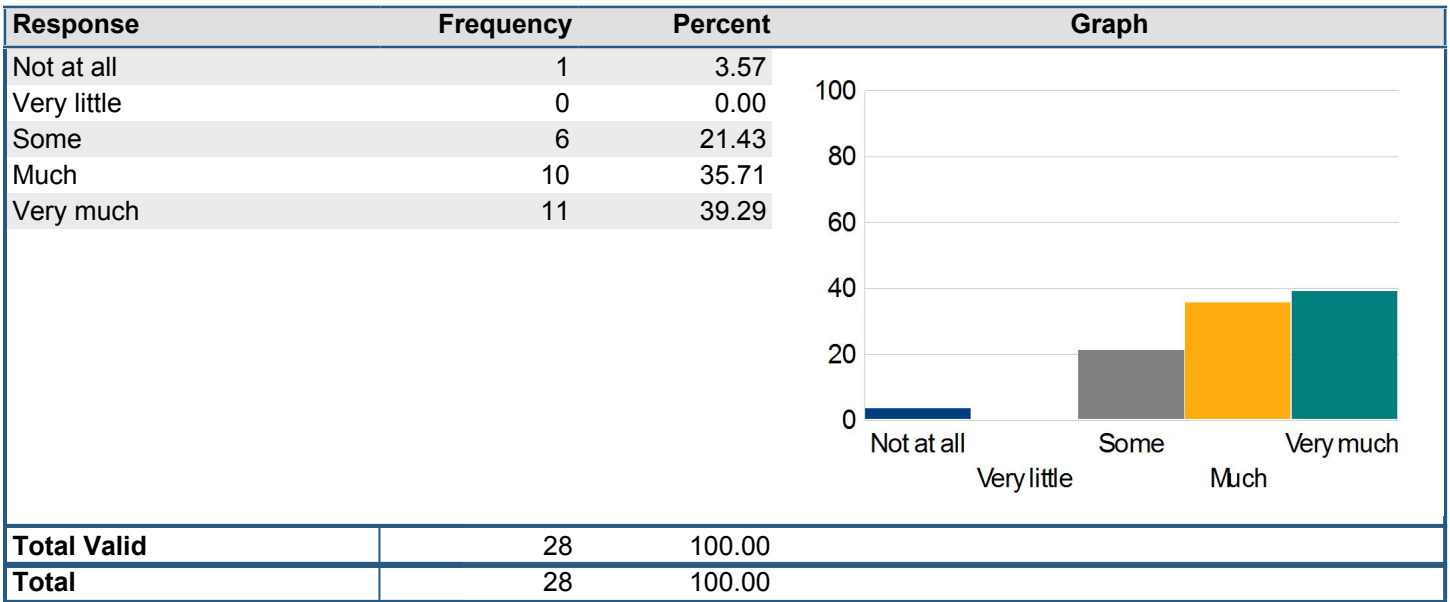 Response Frequency Percent Graph
Not at all 1 3.57
Very little 0 0.00
Some 6 21.43
Much 10 35.71
Very much 11 39.29
100
80
60
40
20
0
Not at all Some Very much
Very little Much
Total Valid 28 100.00
Total 28 100.00